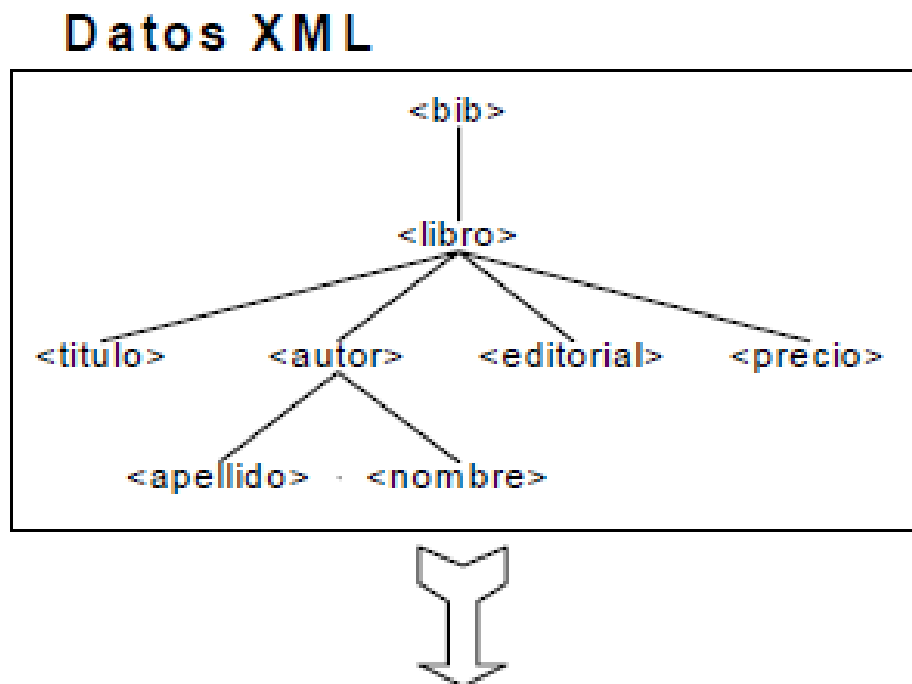 Datos XML
<bib>
<libro>
<titulo> <autor> <editorial> <precio>
<apellido> <nombre>